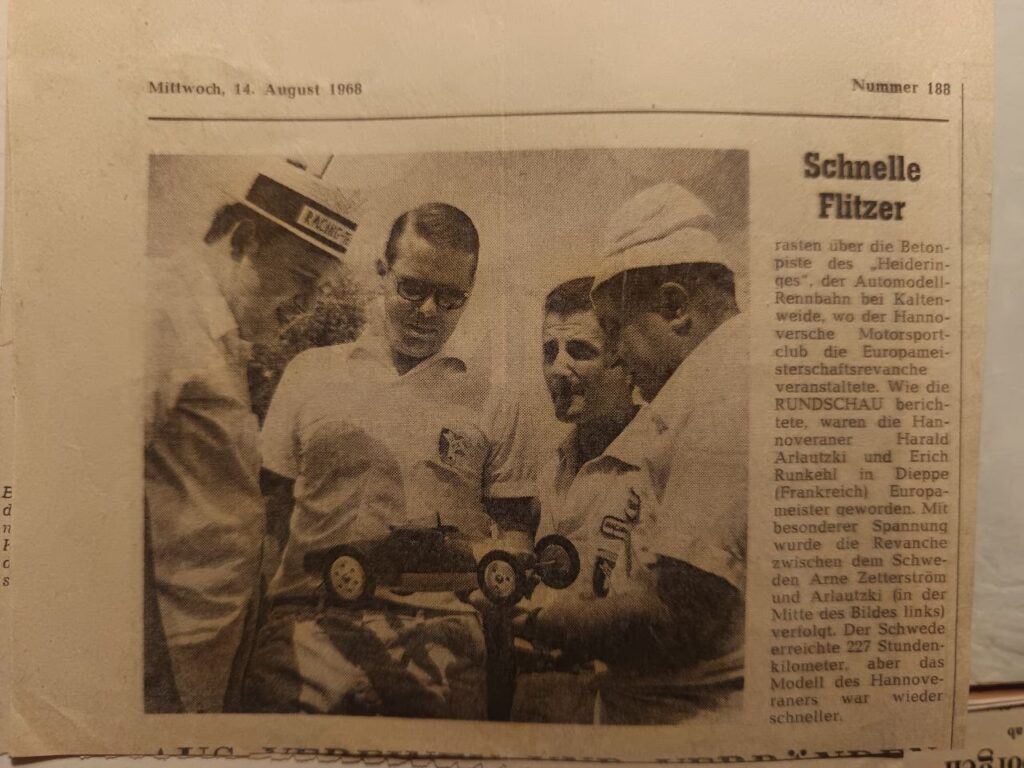 Mittwoch, 14. August 1968
Nummer 188
RACING
Schnelle
Flitzer
rasten über die Beton-
piste des „Heiderin-
ges", der Automodell-
Rennbahn bei Kalten-
weide, wo der Hanno-
versche Motorsport-
club die Europamei-
sterschaftsrevanche
veranstaltete. Wie die
RUNDSCHAU berich-
tete, waren die Han-
noveraner Harald
Arlautzki und Erich
Runkehl in Dieppe
(Frankreich) Europa-
meister geworden. Mit
besonderer Spannung
wurde die Revanche
zwischen dem Schwe-
den Arne Zetterström
und Arlautzki (in der
Mitte des Bildes links)
verfolgt. Der Schwede
erreichte 227 Stunden-
kilometer, aber das
Modell des Hannove-
raners war wieder
schneller.